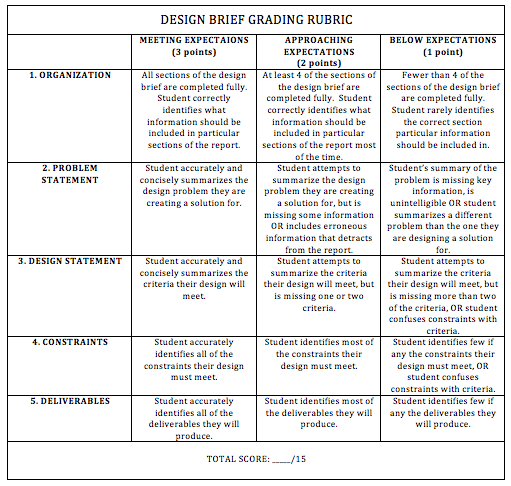 DESIGN BRIEF GRADING RUBRIC
MEETING EXPECTAIONS
(3 points)
APPROACHING
EXPECTATIONS
(2 points)
BELOW EXPECTATIONS
(1 point)
1. ORGANIZATION
All sections of the design
brief are completed fully.
Student correctly
identifies what
information should be
included in particular
sections of the report.
At least 4 of the sections of
the design brief are
completed fully. Student
correctly identifies what
information should be
included in particular
sections of the report most
of the time.
Fewer than 4 of the
sections of the design brief
are completed fully.
Student rarely identifies
the correct section
particular information
should be included in.
2. PROBLEM
STATEMENT
Student accurately and
concisely summarizes the
design problem they are
creating a solution for.
Student attempts to
summarize the design
problem they are creating
a solution for, but is
missing some information
OR includes erroneous
information that detracts
from the report.
Student's summary of the
problem is missing key
information, is
unintelligible OR student
summarizes a different
problem than the one they
are designing a solution
for.
3. DESIGN STATEMENT
Student accurately and
concisely summarizes the
criteria their design will
meet.
Student attempts to
summarize the criteria
their design will meet, but
is missing one or two
criteria.
Student attempts to
summarize the criteria
their design will meet, but
is missing more than two
of the criteria, OR student
confuses constraints with
criteria.
4. CONSTRAINTS
Student accurately
identifies all of the
constraints their design
must meet.
Student identifies most of
the constraints their
design must meet.
Student identifies few if
any the constraints their
design must meet, OR
student confuses
constraints with criteria.
5. DELIVERABLES
Student accurately
identifies all of the
deliverables they will
produce.
Student identifies most of
the deliverables they will
produce.
Student identifies few if
any the deliverables they
will produce.
TOTAL SCORE: ____/15